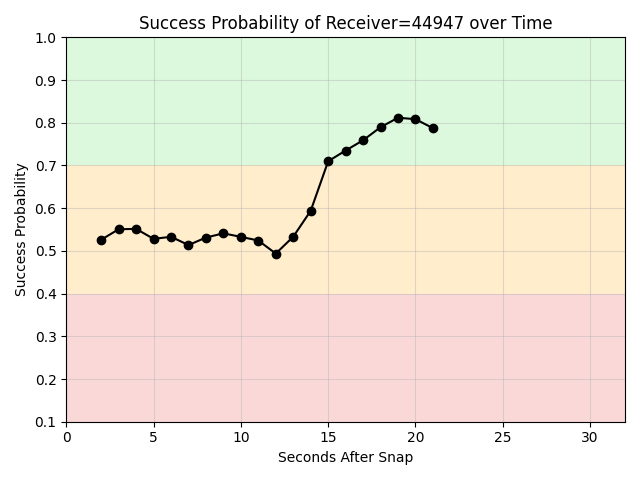 Success Probability of Receiver=44947 over Time
1.0
0.9
0.8
0.7
0.6
0.5
0.4
0.3
0.2
0.1
Success Probability
0 5 10 15 20 25 30
Seconds After Snap